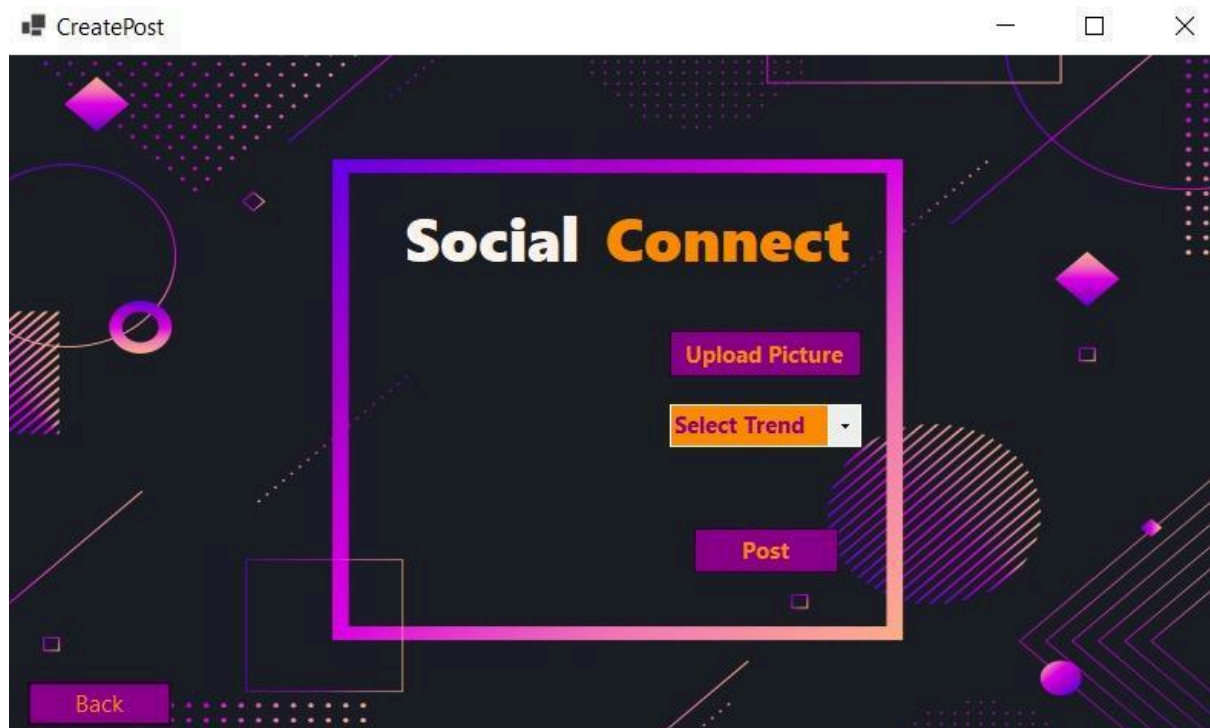 CreatePost
Social Connect
Upload Picture
Select Trend
Post
Back